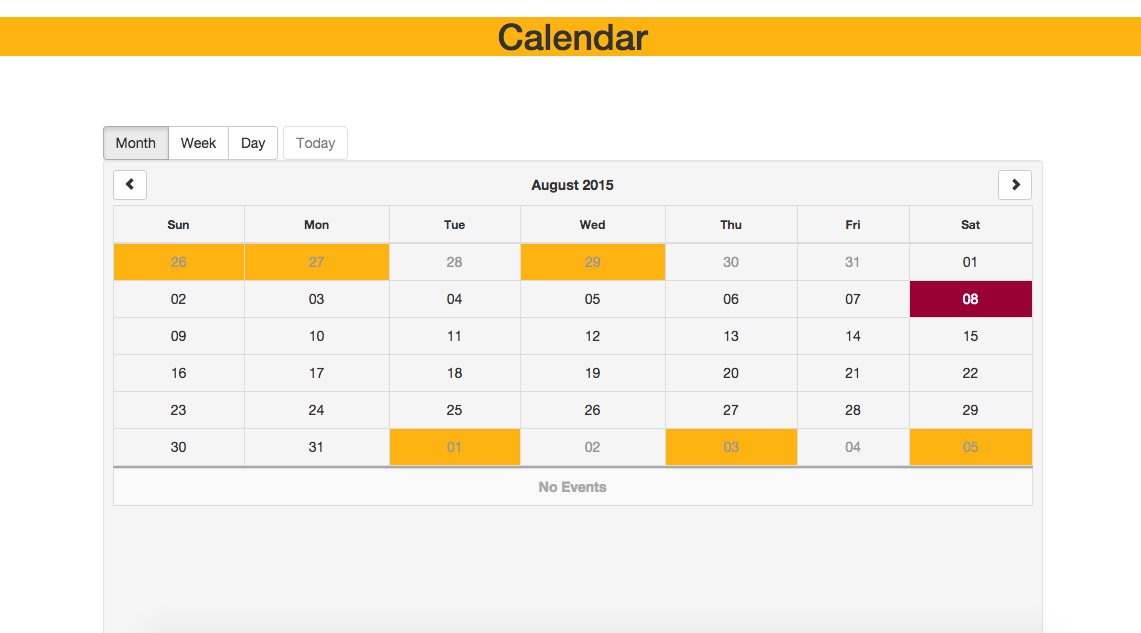 Calendar
Month Week Day Today
August 2015
Sun Mon Tue Wed Thu Fri Sat
26 27 28 29 30 31 01
02 03 04 05 06 07 08
09 10 11 12 13 14 15
16 17 18 19 20 21 22
23 24 25 26 27 28 29
30 31 01 02 03 04 05
No Events